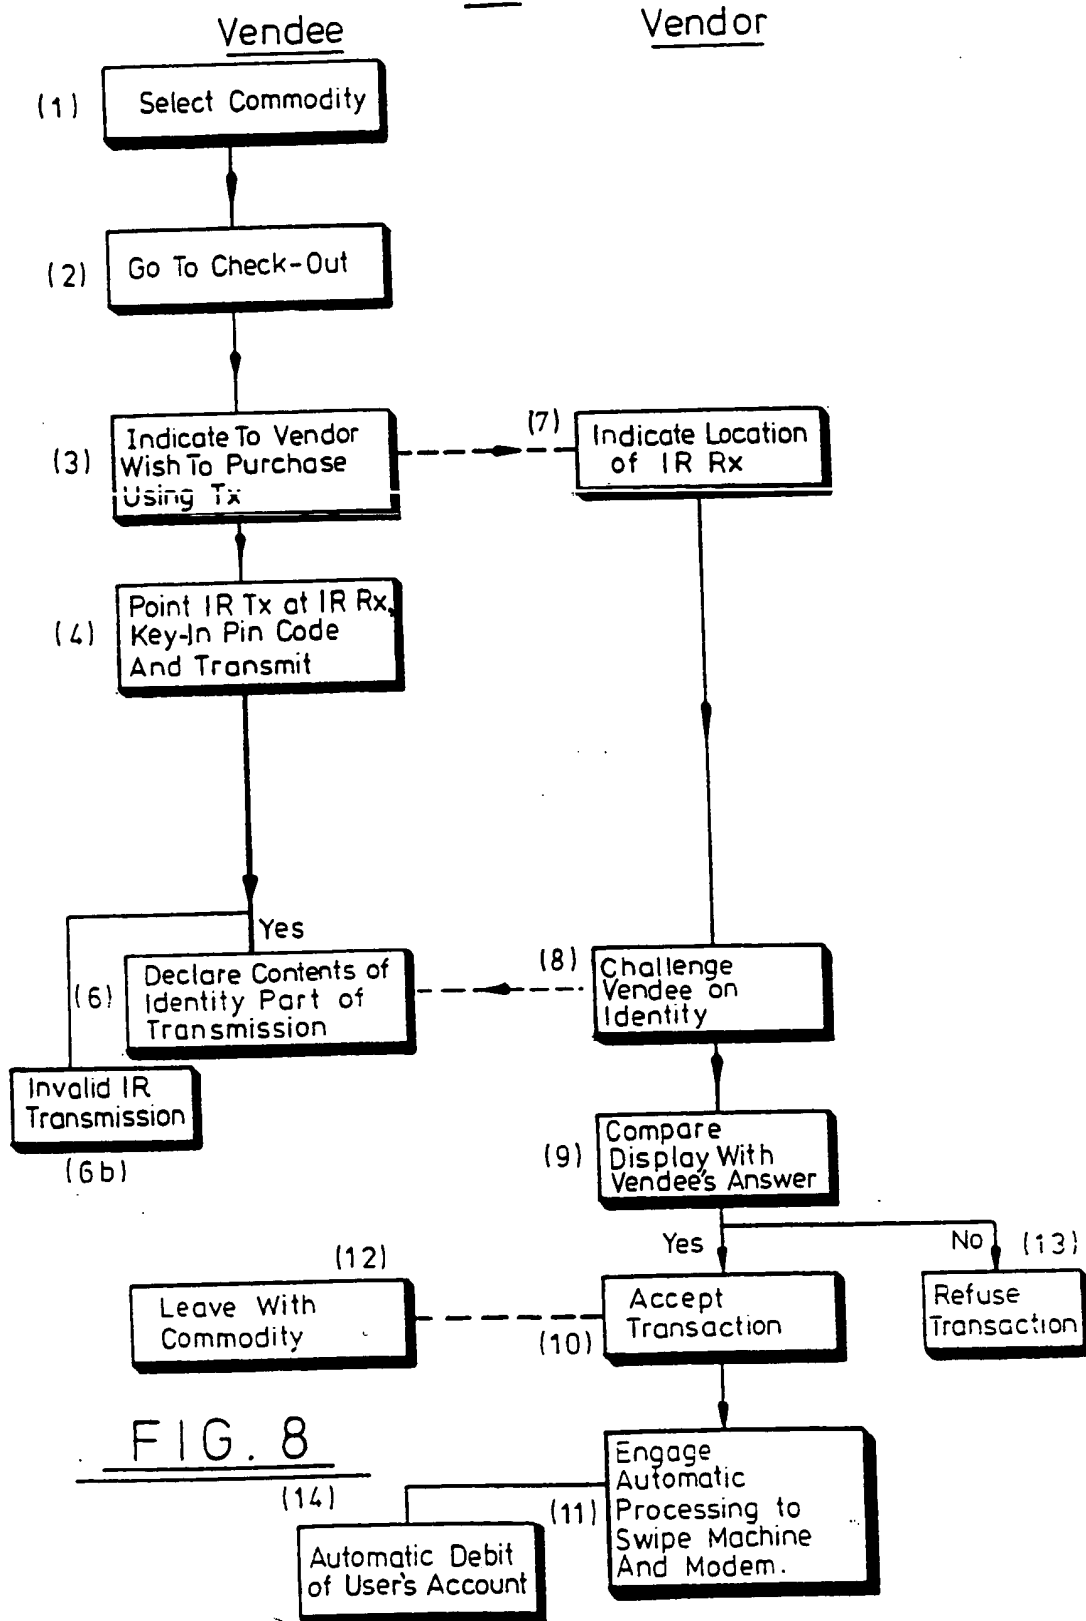 Vendee
Vendor
(1)
Select Commodity
(2)
Go To Check-Out
(3)
Indicate To Vendor
Wish To Purchase
Using Tx
(7)
Indicate Location
of IR Rx
(4)
Point IR Tx at IR Rx,
Key-In Pin Code
And Transmit
Yes
(6)
Declare Contents of
Identity Part of
Transmission
(8)
Challenge
Vendee on
Identity
Invalid IR
Transmission
(6b)
(9)
Compare
Display With
Vendee's Answer
Yes
No
(13)
(12)
Leave With
Commodity
(10)
Accept
Transaction
Refuse
Transaction
FIG. 8
(14)
Automatic Debit
of User's Account
(11)
Engage
Automatic
Processing to
Swipe Machine
And Modem.